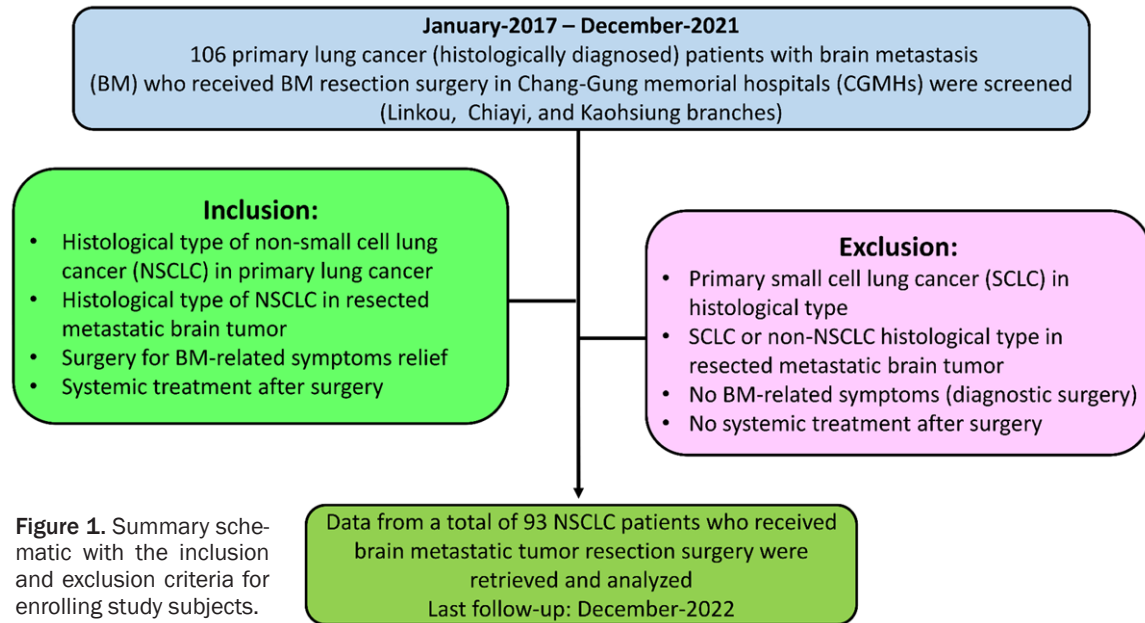 January-2017 – December-2021
106 primary lung cancer (histologically diagnosed) patients with brain metastasis
(BM) who received BM resection surgery in Chang-Gung memorial hospitals (CGMHs) were screened
(Linkou, Chiayi, and Kaohsiung branches)
Inclusion:
• Histological type of non-small cell lung
cancer (NSCLC) in primary lung cancer
• Histological type of NSCLC in resected
metastatic brain tumor
• Surgery for BM-related symptoms relief
• Systemic treatment after surgery
Exclusion:
• Primary small cell lung cancer (SCLC) in
histological type
• SCLC or non-NSCLC histological type in
resected metastatic brain tumor
• No BM-related symptoms (diagnostic surgery)
• No systemic treatment after surgery
Data from a total of 93 NSCLC patients who received
brain metastatic tumor resection surgery were
retrieved and analyzed
Last follow-up: December-2022
Figure 1. Summary sche-
matic with the inclusion
and exclusion criteria for
enrolling study subjects.